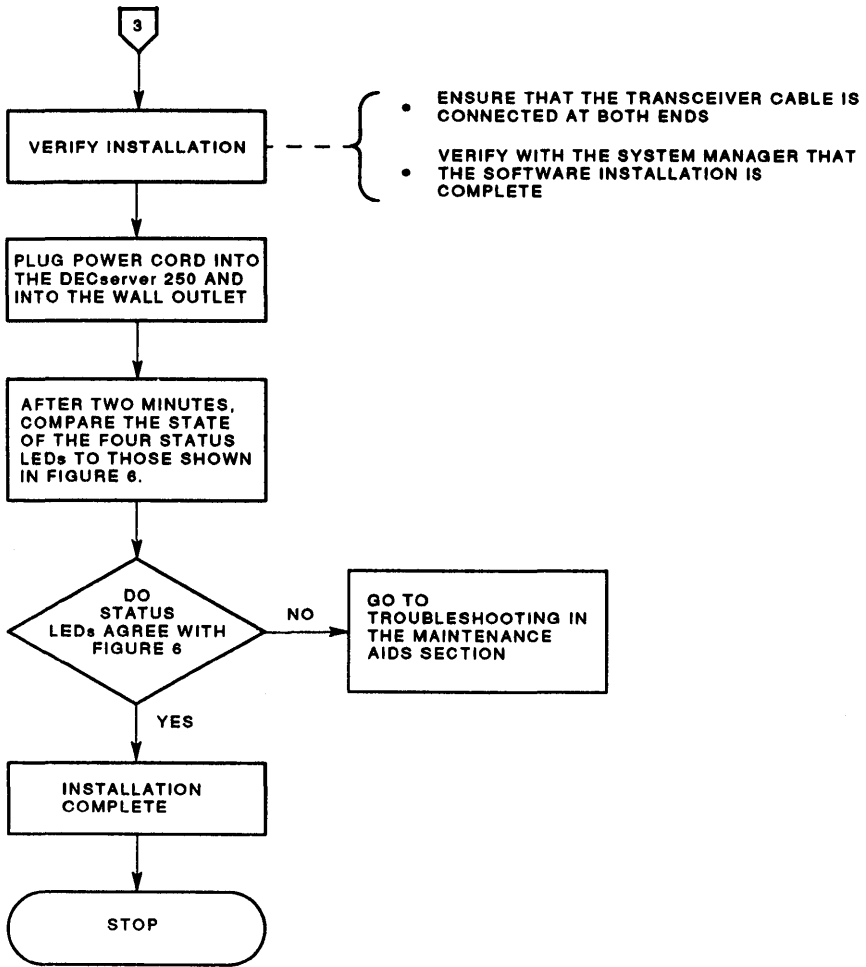 3
VERIFY INSTALLATION
• ENSURE THAT THE TRANSCEIVER CABLE IS
CONNECTED AT BOTH ENDS
• VERIFY WITH THE SYSTEM MANAGER THAT
THE SOFTWARE INSTALLATION IS
COMPLETE
PLUG POWER CORD INTO
THE DECserver 250 AND
INTO THE WALL OUTLET
AFTER TWO MINUTES,
COMPARE THE STATE
OF THE FOUR STATUS
LEDs TO THOSE SHOWN
IN FIGURE 6.
DO
STATUS
LEDs AGREE WITH
FIGURE 6
NO
GO TO
TROUBLESHOOTING IN
THE MAINTENANCE
AIDS SECTION
YES
INSTALLATION
COMPLETE
STOP